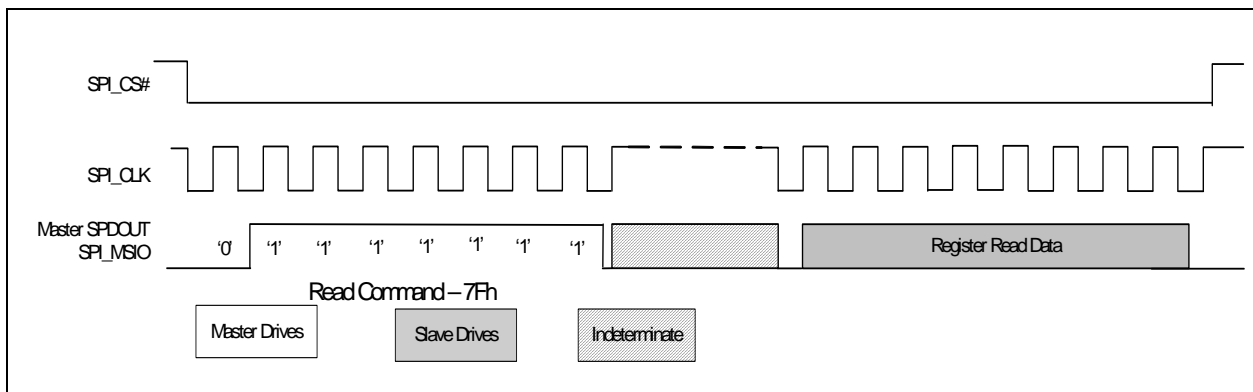 SPI_CS#
SPI_CLK
Master SPDOUT
SPI_MSIO
‘0’ ‘1’ ‘1’ ‘1’ ‘1’ ‘1’ ‘1’ ‘1’
Register Read Data
Read Command – 7Fh
Master Drives
Slave Drives
Indeterminate